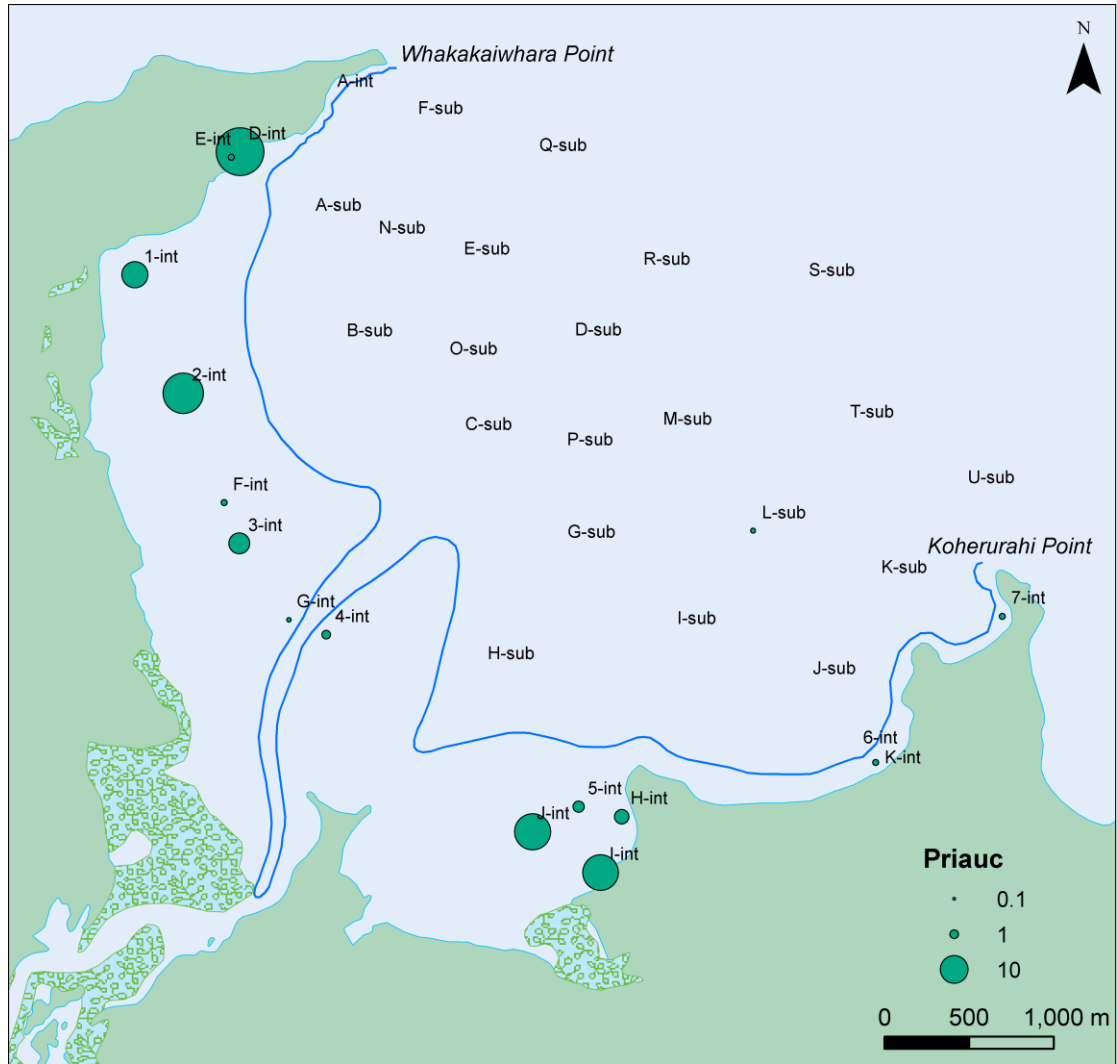 N
Whakakaiwhara Point
A-int
F-sub
E-int
D-int
Q-sub
A-sub
N-sub
E-sub
R-sub
S-sub
1-int
B-sub
O-sub
D-sub
2-int
C-sub
P-sub
M-sub
T-sub
F-int
U-sub
3-int
G-sub
L-sub
Koherurahi Point
K-sub
G-int
4-int
I-sub
7-int
H-sub
J-sub
6-int
K-int
5-int
J-int
H-int
I-int
Priauc
0.1
1
10
0 500 1,000 m